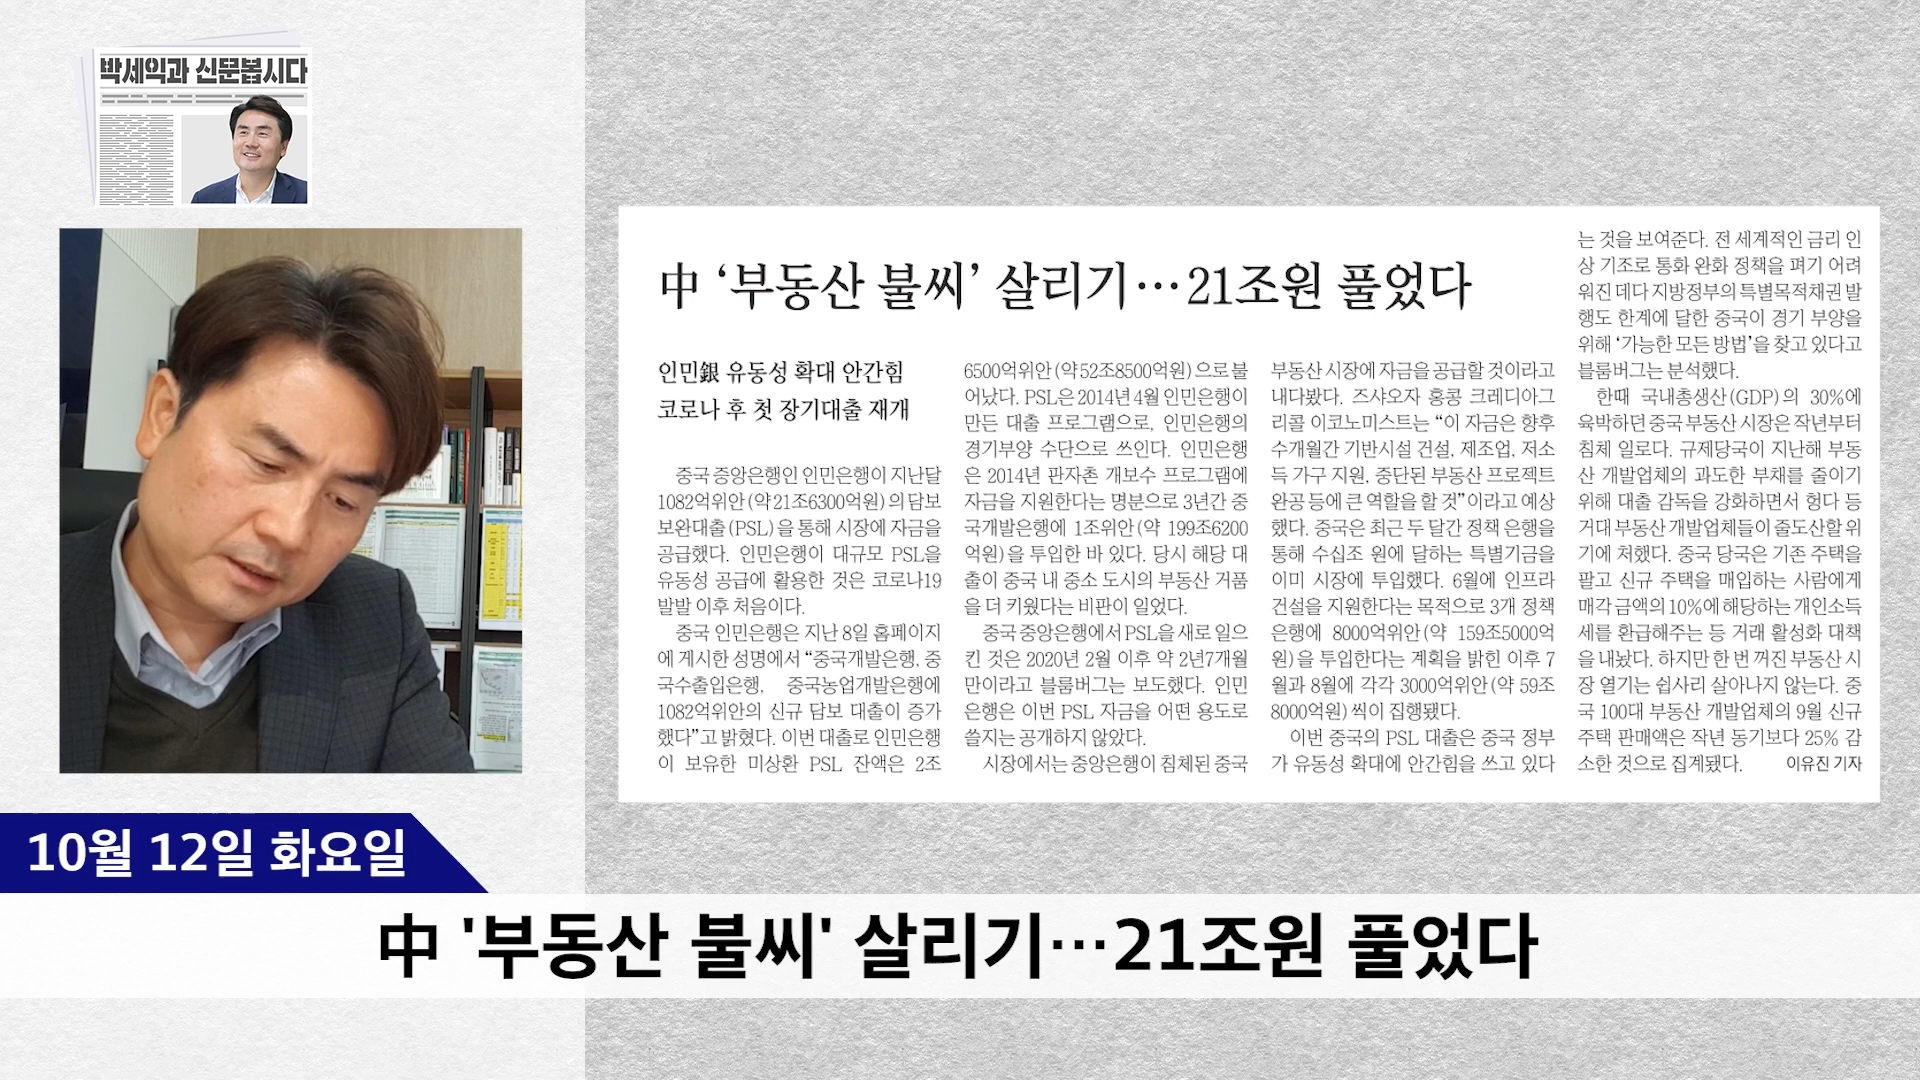 박세익과 신문봅시다
中 ‘부동산 불씨’ 살리기…21조원 풀었다
인민銀 유동성 확대 안간힘
코로나 후 첫 장기대출 재개
중국 중앙은행인 인민은행이 지난달
1082억위안(약 21조6300억원)의 담보
보완대출(PSL)을 통해 시장에 자금을
공급했다. 인민은행이 대규모 PSL을
유동성 공급에 활용한 것은 코로나19
발발 이후 처음이다.
중국 인민은행은 지난 8일 홈페이지
에 게시한 성명에서 “중국개발은행, 중
국수출입은행, 중국농업개발은행에
1082억위안의 신규 담보 대출이 증가
했다”고 밝혔다. 이번 대출로 인민은행
이 보유한 미상환 PSL 잔액은 2조
6500억위안(약 52조8500억원)으로 불
어났다. PSL은 2014년 4월 인민은행이
만든 대출 프로그램으로, 인민은행의
경기부양 수단으로 쓰인다. 인민은행
은 2014년 판자촌 개보수 프로그램에
자금을 지원한다는 명분으로 3년간 중
국개발은행에 1조위안(약 199조6200
억원)을 투입한 바 있다. 당시 해당 대
출이 중국 내 중소 도시의 부동산 거품
을 더 키웠다는 비판이 일었다.
중국 중앙은행에서 PSL을 새로 일으
킨 것은 2020년 2월 이후 약 2년7개월
만이라고 블룸버그는 보도했다. 인민
은행은 이번 PSL 자금을 어떤 용도로
쓸지는 공개하지 않았다.
시장에서는 중앙은행이 침체된 중국
부동산 시장에 자금을 공급할 것이라고
내다봤다. 즈샤오자 홍콩 크레디아그
리콜 이코노미스트는 “이 자금은 향후
수개월간 기반시설 건설, 제조업, 저소
득 가구 지원, 중단된 부동산 프로젝트
완공 등에 큰 역할을 할 것”이라고 예상
했다. 중국은 최근 두 달간 정책 은행을
통해 수십조 원에 달하는 특별기금을
이미 시장에 투입했다. 6월에 인프라
건설을 지원한다는 목적으로 3개 정책
은행에 8000억위안(약 159조5000억
원)을 투입한다는 계획을 밝힌 이후 7
월과 8월에 각각 3000억위안(약 59조
8000억원)씩이 집행됐다.
이번 중국의 PSL 대출은 중국 정부
가 유동성 확대에 안간힘을 쓰고 있다
는 것을 보여준다. 전 세계적인 금리 인
상 기조로 통화 완화 정책을 펴기 어려
워진 데다 지방정부의 특별목적채권 발
행도 한계에 달한 중국이 경기 부양을
위해 ‘가능한 모든 방법’을 찾고 있다고
블룸버그는 분석했다.
한때 국내총생산(GDP)의 30%에
육박하던 중국 부동산 시장은 작년부터
침체 일로다. 규제당국이 지난해 부동
산 개발업체의 과도한 부채를 줄이기
위해 대출 감독을 강화하면서 헝다 등
거대 부동산 개발업체들이 줄도산할 위
기에 처했다. 중국 당국은 기존 주택을
팔고 신규 주택을 매입하는 사람에게
매각 금액의 10%에 해당하는 개인소득
세를 환급해주는 등 거래 활성화 대책
을 내놨다. 하지만 한 번 꺼진 부동산 시
장 열기는 쉽사리 살아나지 않는다. 중
국 100대 부동산 개발업체의 9월 신규
주택 판매액은 작년 동기보다 25% 감
소한 것으로 집계됐다. 이유진 기자
10월 12일 화요일
中 '부동산 불씨' 살리기…21조원 풀었다